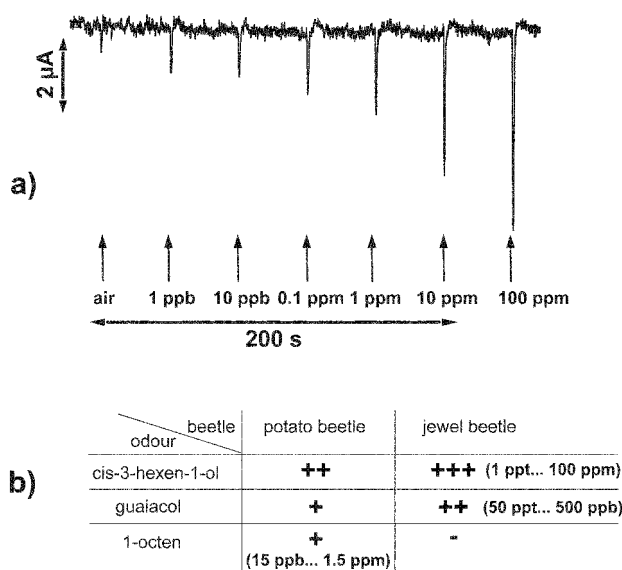 2 µA
a)
air 1 ppb 10 ppb 0.1 ppm 1 ppm 10 ppm 100 ppm
200 s
b)
beetle potato beetle jewel beetle
odour
cis-3-hexen-1-ol ++ +++ (1 ppt... 100 ppm)
guaiacol + ++ (50 ppt... 500 ppb)
1-octen + -
(15 ppb... 1.5 ppm)